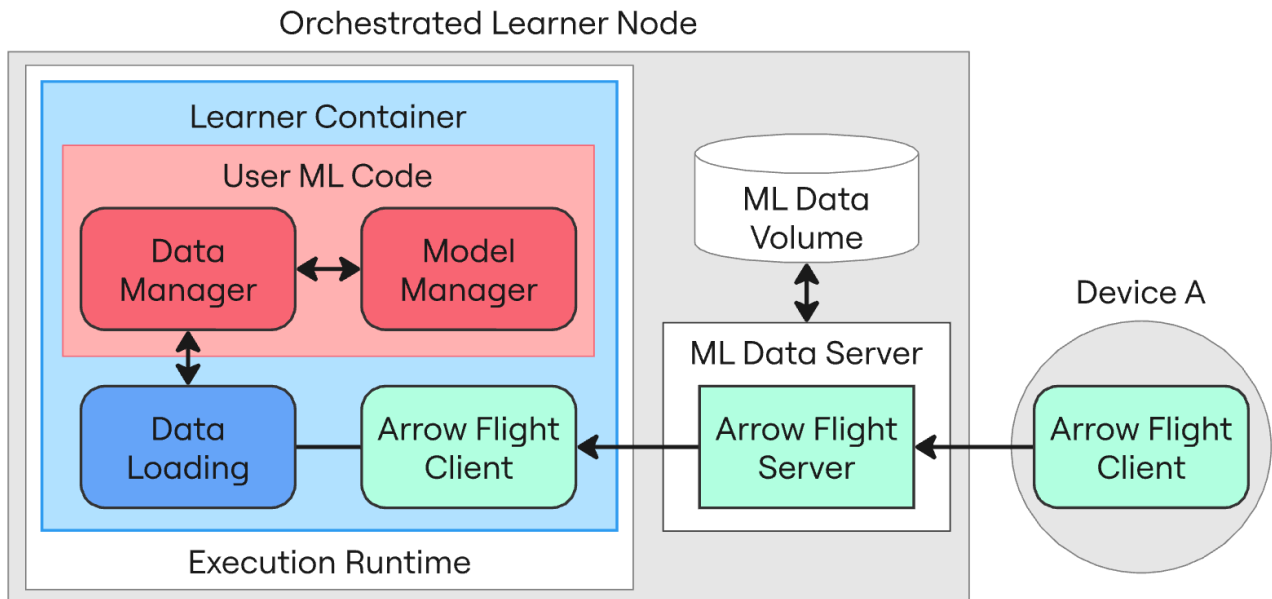 Orchestrated Learner Node
Learner Container
User ML Code
Data
Manager
Model
Manager
Data
Loading
Arrow Flight
Client
Execution Runtime
ML Data
Volume
ML Data Server
Arrow Flight
Server
Device A
Arrow Flight
Client